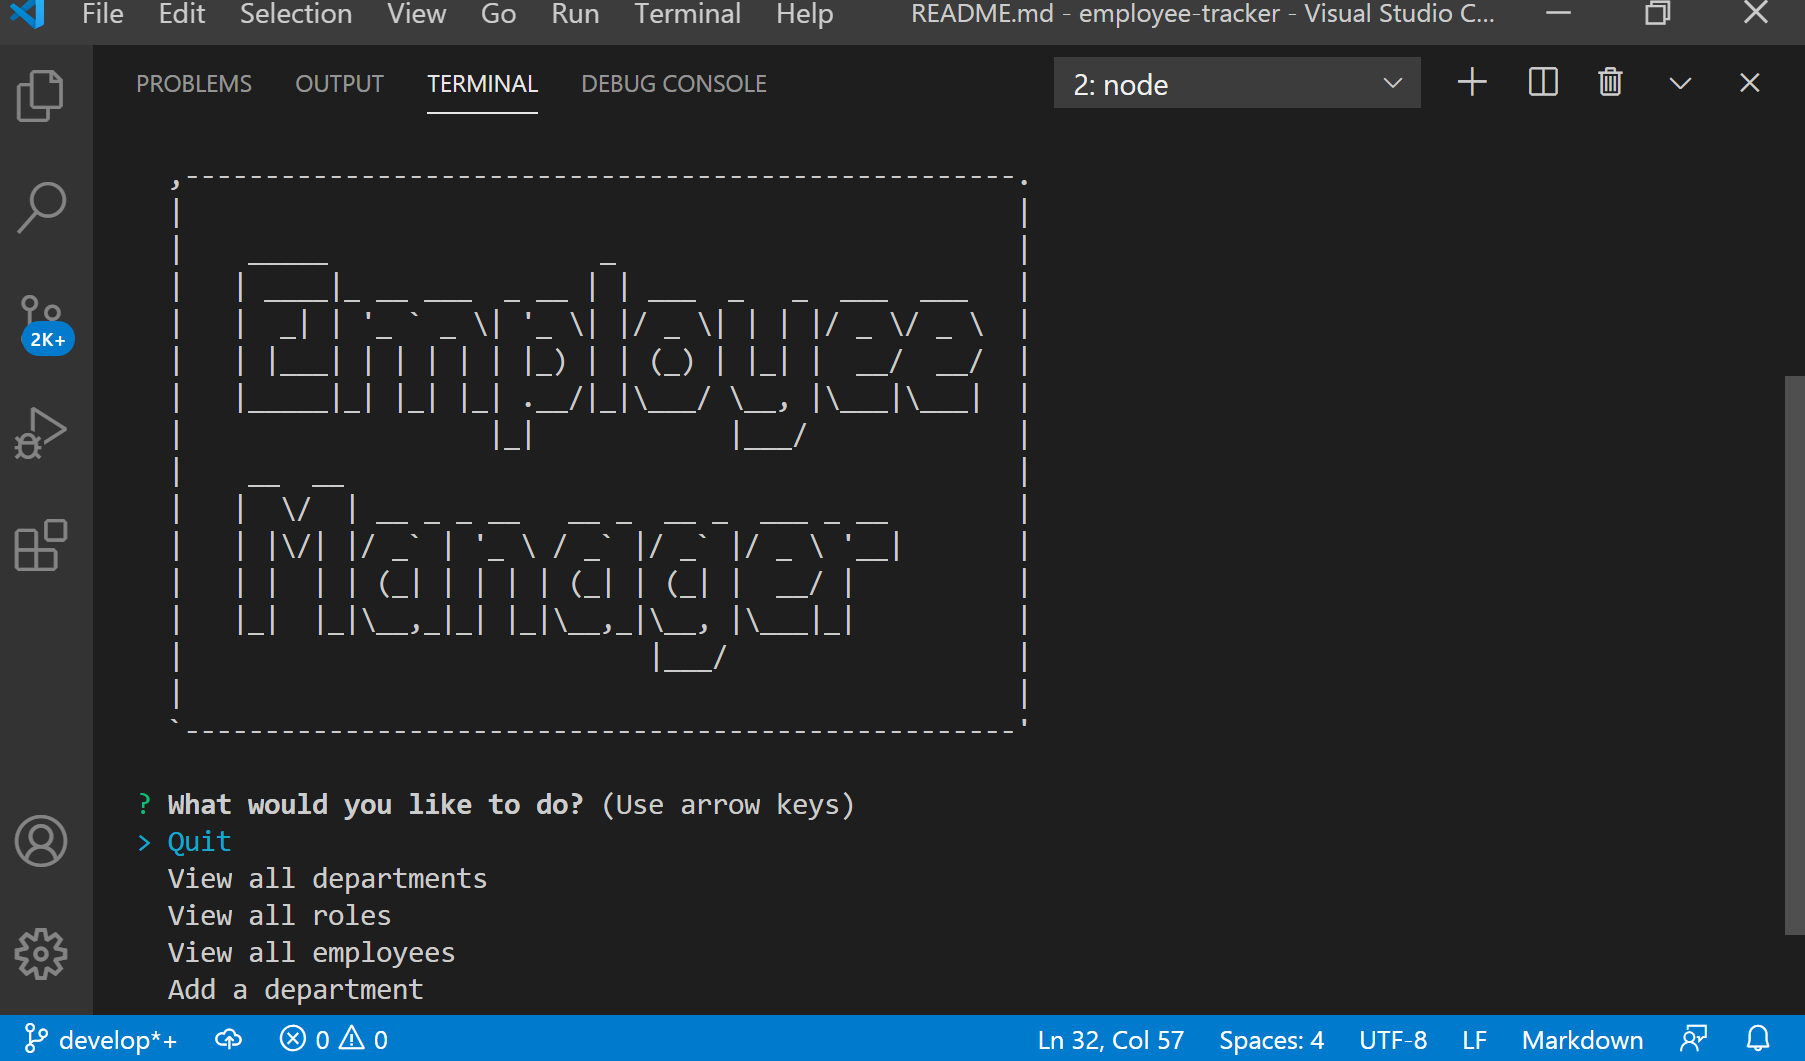 File Edit Selection View Go Run Terminal Help README.md - employee-tracker - Visual Studio C...
PROBLEMS OUTPUT TERMINAL DEBUG CONSOLE 2: node
Employee
Manager
? What would you like to do? (Use arrow keys)
> Quit
View all departments
View all roles
View all employees
Add a department
2K+
develop*+ 0 0 Ln 32, Col 57 Spaces: 4 UTF-8 LF Markdown